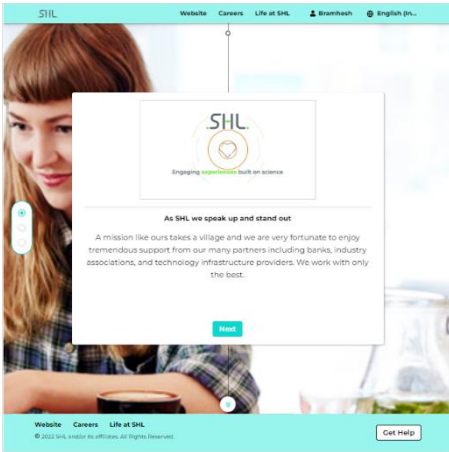 SHL
Website Careers Life at SHL Bramhesh English (In...
.SHL.
Engaging experiences built on science
As SHL we speak up and stand out
A mission like ours takes a village and we are very fortunate to enjoy
tremendous support from our many partners including banks, industry
associations, and technology infrastructure providers. We work with only
the best.
Next
Website Careers Life at SHL
© 2022 SHL and/or its affiliates. All Rights Reserved.
Get Help